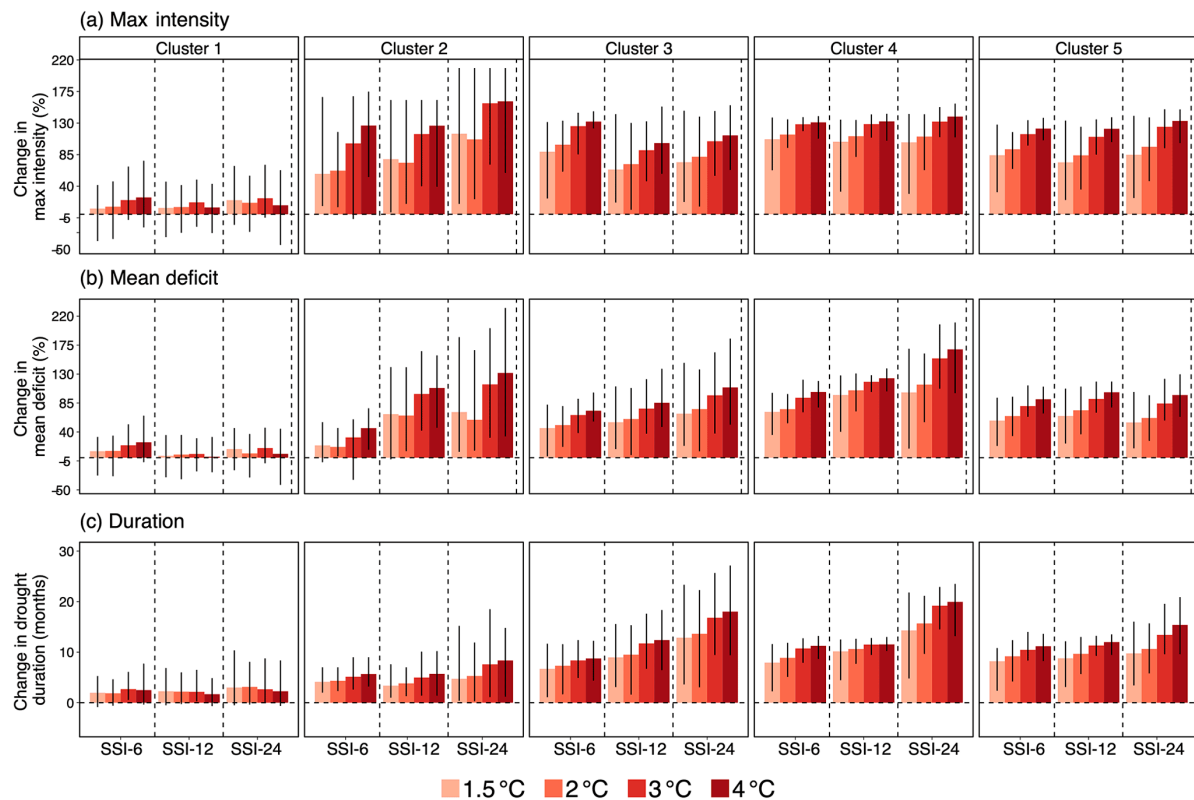 (a) Max intensity
Cluster 1 Cluster 2 Cluster 3 Cluster 4 Cluster 5
Change in
max intensity (%)
220
175
130
85
40
-5
-50
(b) Mean deficit
Change in
mean deficit (%)
220
175
130
85
40
-5
-50
(c) Duration
Change in drought
duration (months)
30
20
10
0
SSI-6 SSI-12 SSI-24 SSI-6 SSI-12 SSI-24 SSI-6 SSI-12 SSI-24 SSI-6 SSI-12 SSI-24 SSI-6 SSI-12 SSI-24
1.5 °C 2 °C 3 °C 4 °C